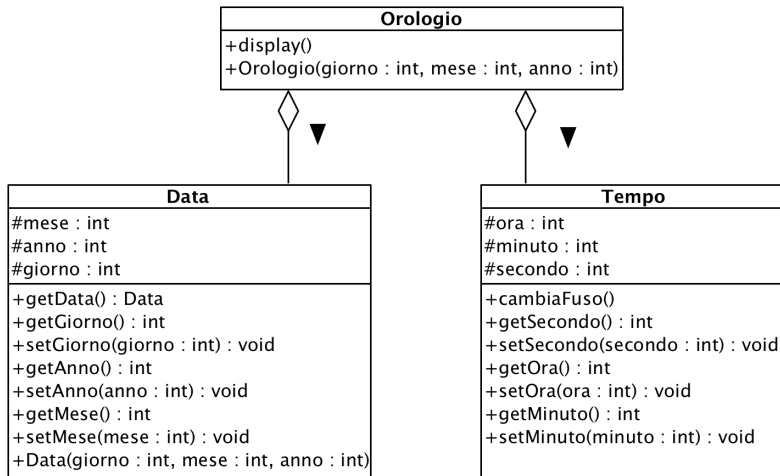 Orologio
+display()
+Orologio(giorno : int, mese : int, anno : int)
Data
#mese : int
#anno : int
#giorno : int
+getData() : Data
+getGiorno() : int
+setGiorno(giorno : int) : void
+getAnno() : int
+setAnno(anno : int) : void
+getMese() : int
+setMese(mese : int) : void
+Data(giorno : int, mese : int, anno : int)
Tempo
#ora : int
#minuto : int
#secondo : int
+cambiaFuso()
+getSecondo() : int
+setSecondo(secondo : int) : void
+getOra() : int
+setOra(ora : int) : void
+getMinuto() : int
+setMinuto(minuto : int) : void